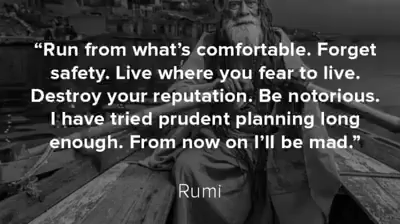 “Run from what’s comfortable. Forget
safety. Live where you fear to live.
Destroy your reputation. Be notorious.
I have tried prudent planning long
enough. From now on I’ll be mad.”
Rumi